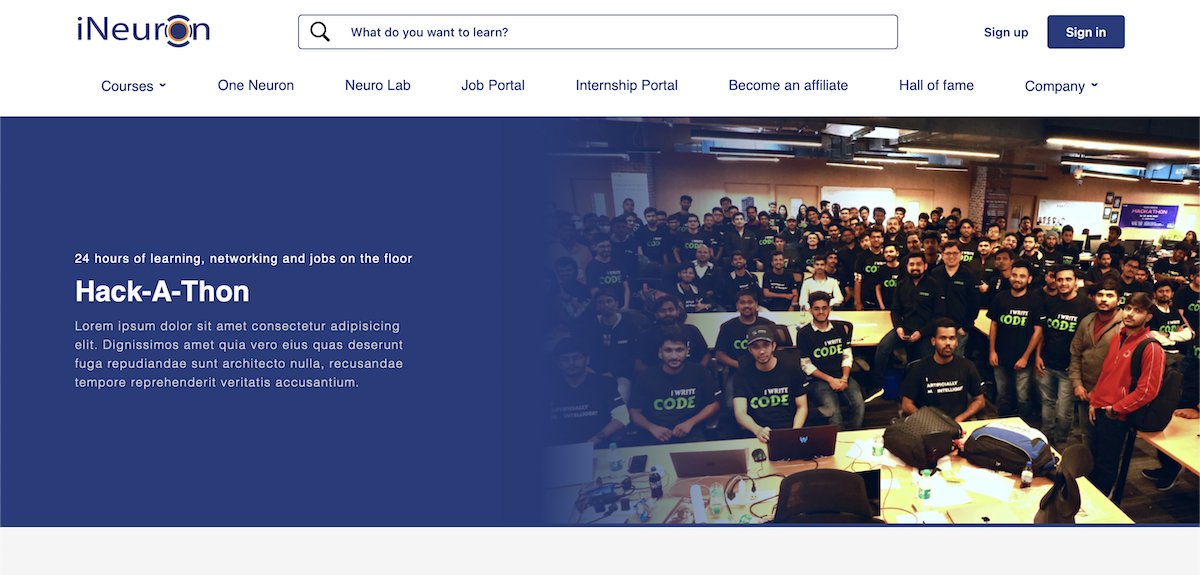 iNeuron
What do you want to learn?
Sign up
Sign in
Courses
One Neuron
Neuro Lab
Job Portal
Internship Portal
Become an affiliate
Hall of fame
Company
24 hours of learning, networking and jobs on the floor
Hack-A-Thon
Lorem ipsum dolor sit amet consectetur adipisicing
elit. Dignissimos amet quia vero eius quas deserunt
fuga repudiandae sunt architecto nulla, recusandae
tempore reprehenderit veritatis accusantium.
HACKATHON
I WRITE
CODE
I WRITE
CODE
I WRITE
CODE
I WRITE
CODE
I WRITE
CODE